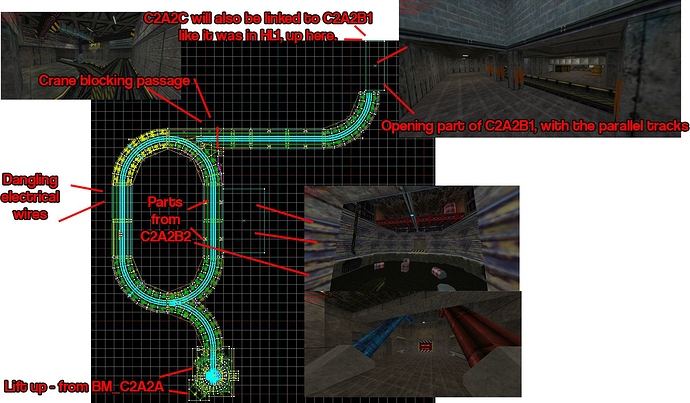 C2A2C will also be linked to C2A2B1
like it was in HL1, up here.
Crane blocking passage
Opening part of C2A2B1, with the parallel tracks
Dangling
electrical
wires
Parts
from
C2A2B2
Lift up - from BM_C2A2A